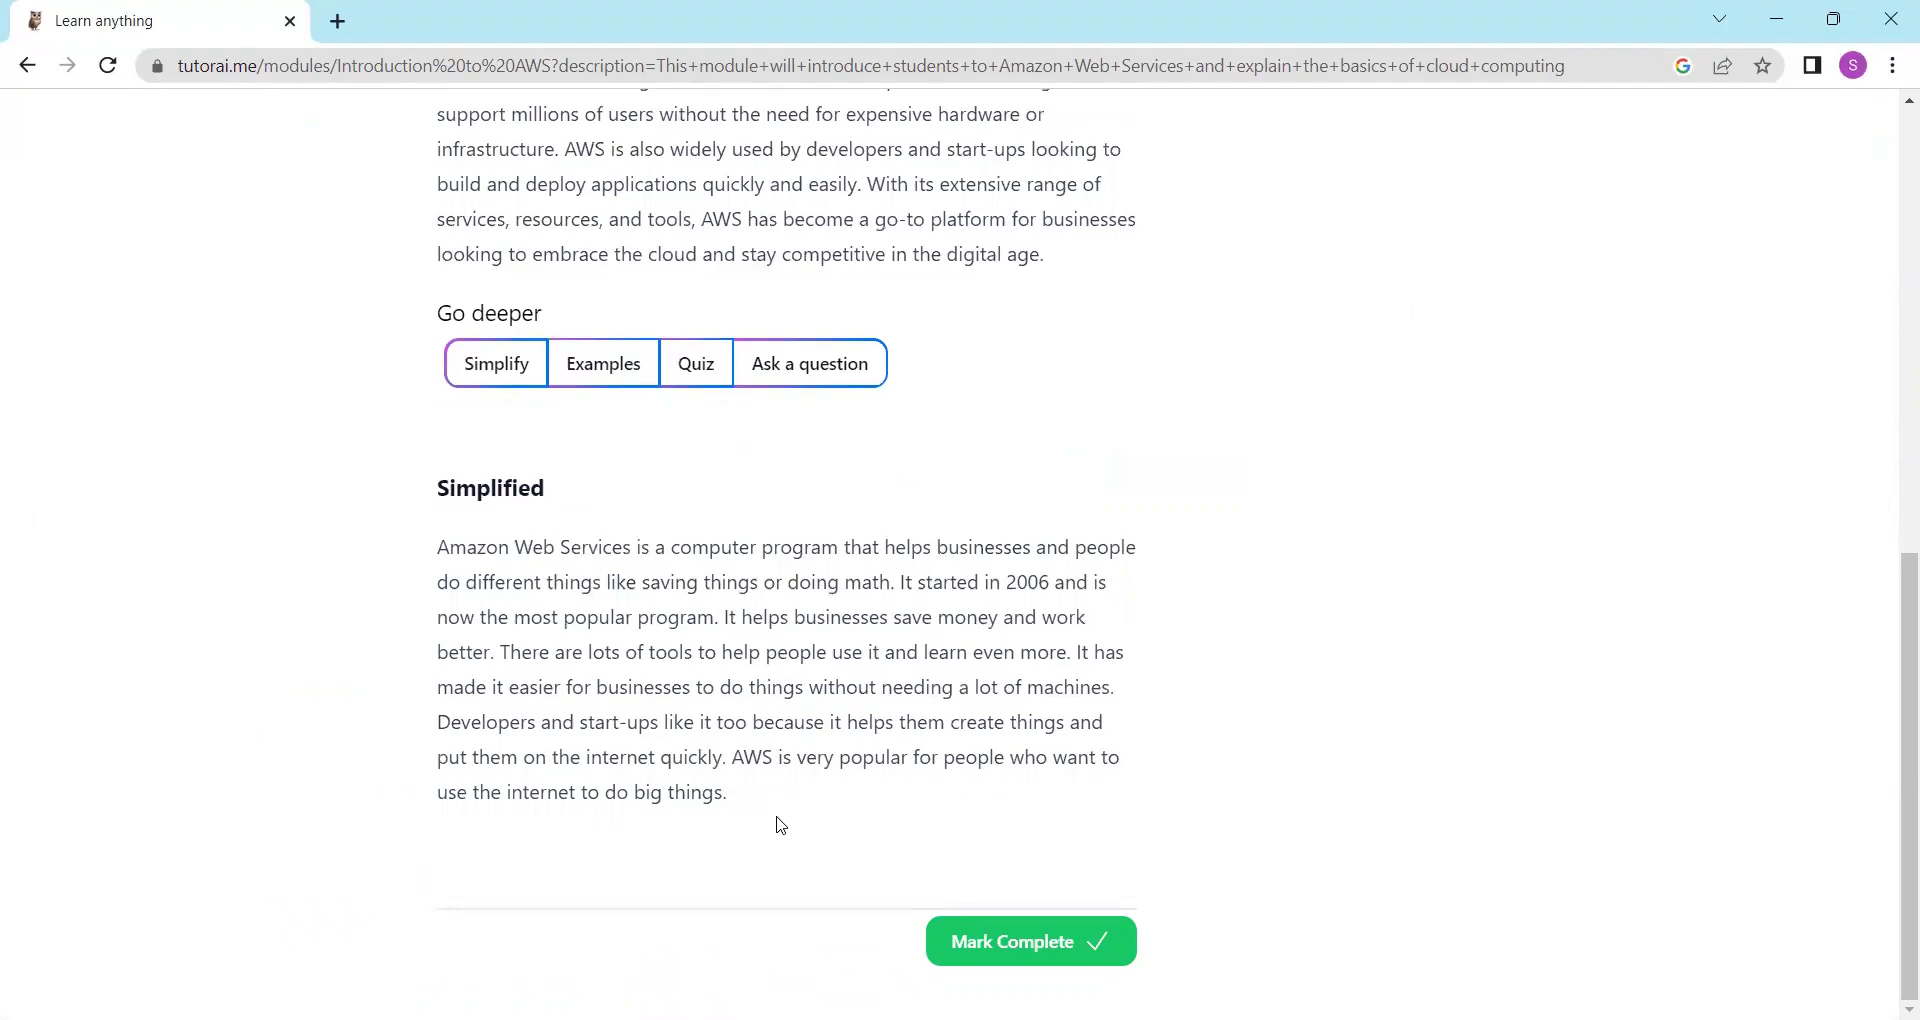 Learn anything
tutorai.me/modules/Introduction%20to%20AWS?description=This+module+will+introduce+students+to+Amazon+Web+Services+and+explain+the+basics+of+cloud+computing
S
support millions of users without the need for expensive hardware or
infrastructure. AWS is also widely used by developers and start-ups looking to
build and deploy applications quickly and easily. With its extensive range of
services, resources, and tools, AWS has become a go-to platform for businesses
looking to embrace the cloud and stay competitive in the digital age.
Go deeper
Simplify Examples Quiz Ask a question
Simplified
Amazon Web Services is a computer program that helps businesses and people
do different things like saving things or doing math. It started in 2006 and is
now the most popular program. It helps businesses save money and work
better. There are lots of tools to help people use it and learn even more. It has
made it easier for businesses to do things without needing a lot of machines.
Developers and start-ups like it too because it helps them create things and
put them on the internet quickly. AWS is very popular for people who want to
use the internet to do big things.
Mark Complete